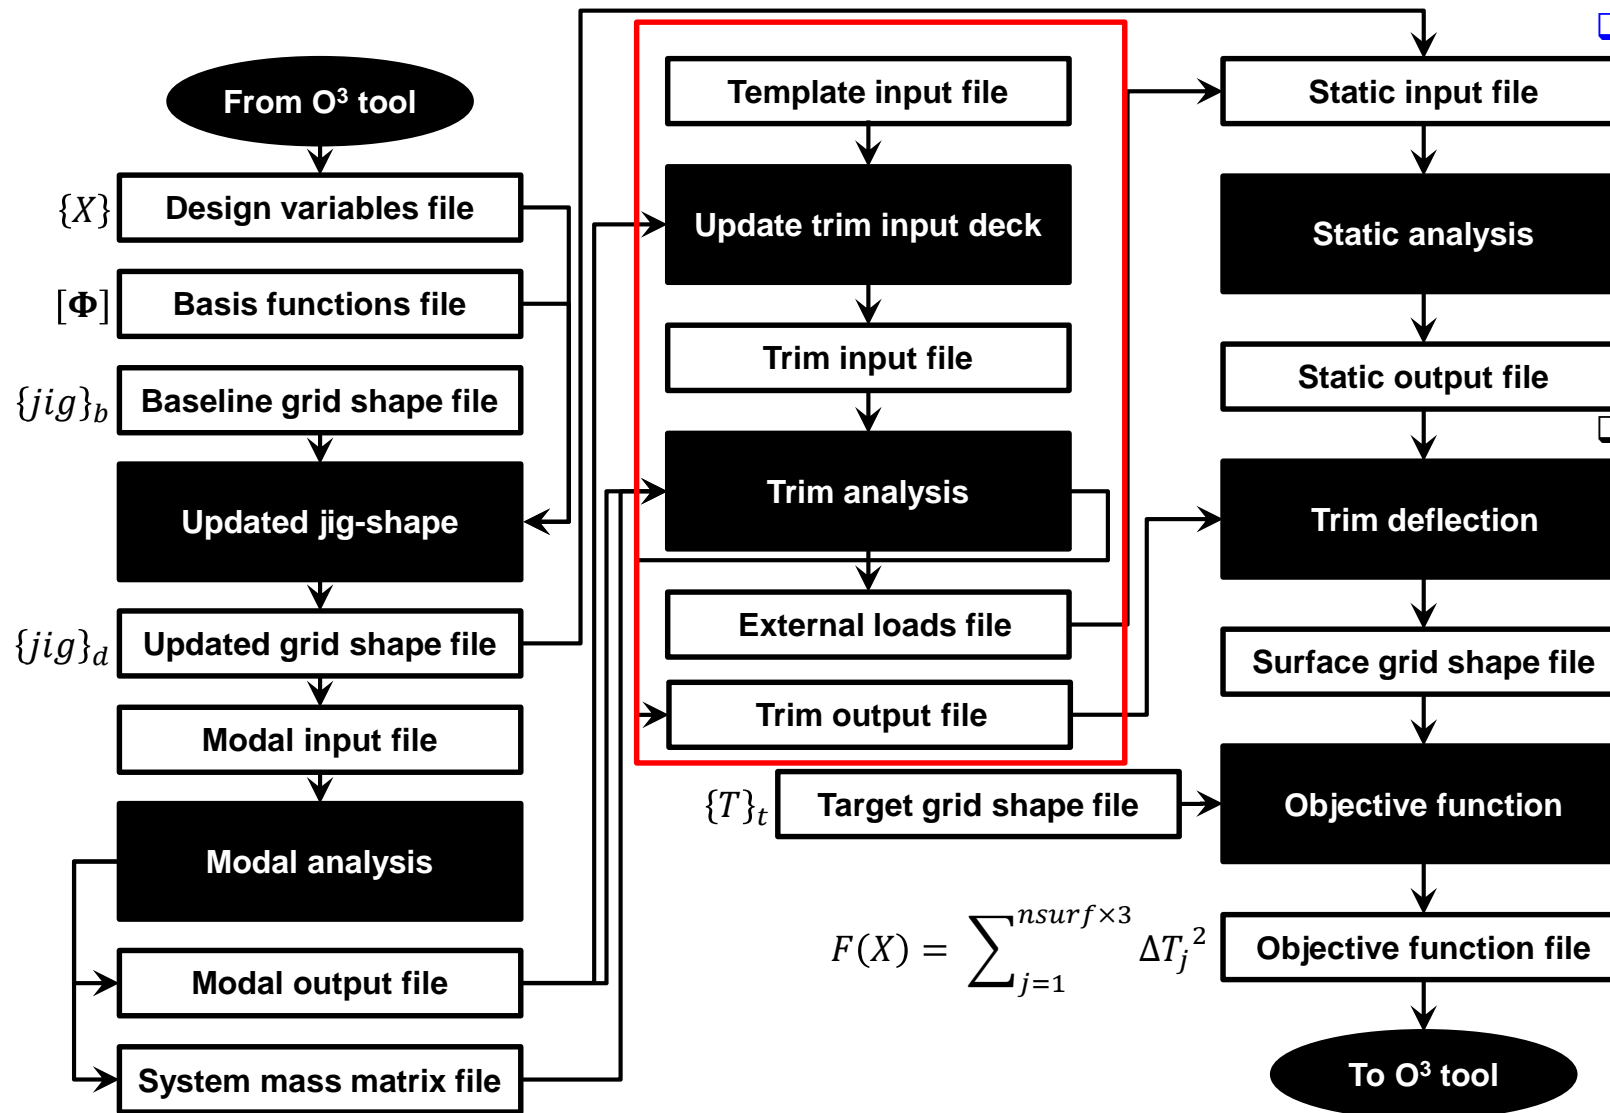 From O³ tool
{X}
Design variables file
[Φ]
Basis functions file
{jig}_b
Baseline grid shape file
Updated jig-shape
{jig}_d
Updated grid shape file
Modal input file
Modal analysis
Modal output file
System mass matrix file
Template input file
Update trim input deck
Trim input file
Trim analysis
External loads file
Trim output file
{T}_t
Target grid shape file
F(X) = ∑_{j=1}^{nsurf×3} ΔT_j²
Static input file
Static analysis
Static output file
Trim deflection
Surface grid shape file
Objective function
Objective function file
To O³ tool